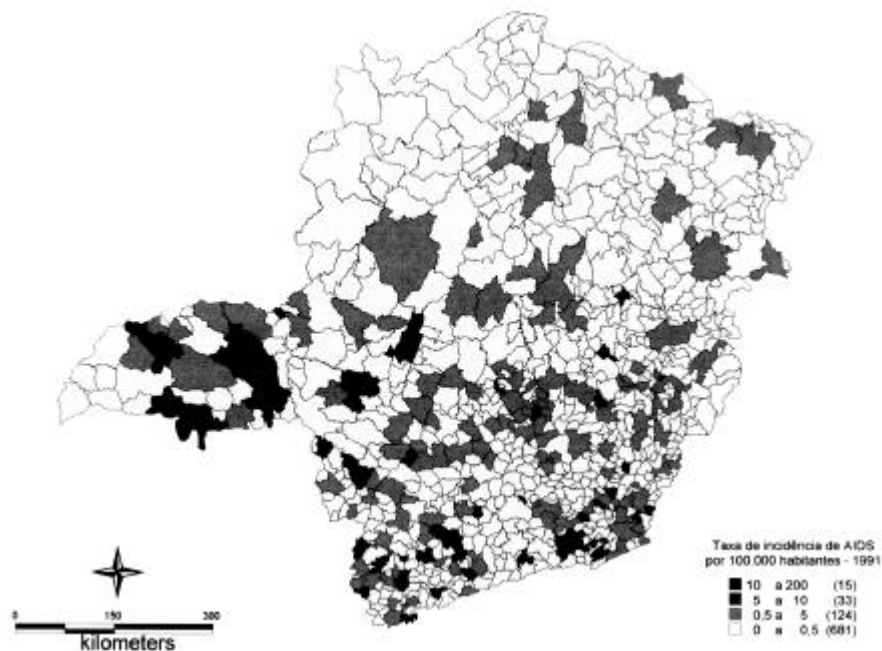 Taxa de incidência de AIDS
por 100.000 habitantes - 1991
10 a 200 (15)
5 a 10 (33)
0,5 a 5 (124)
0 a 0,5 (681)
0 150 300
kilometers